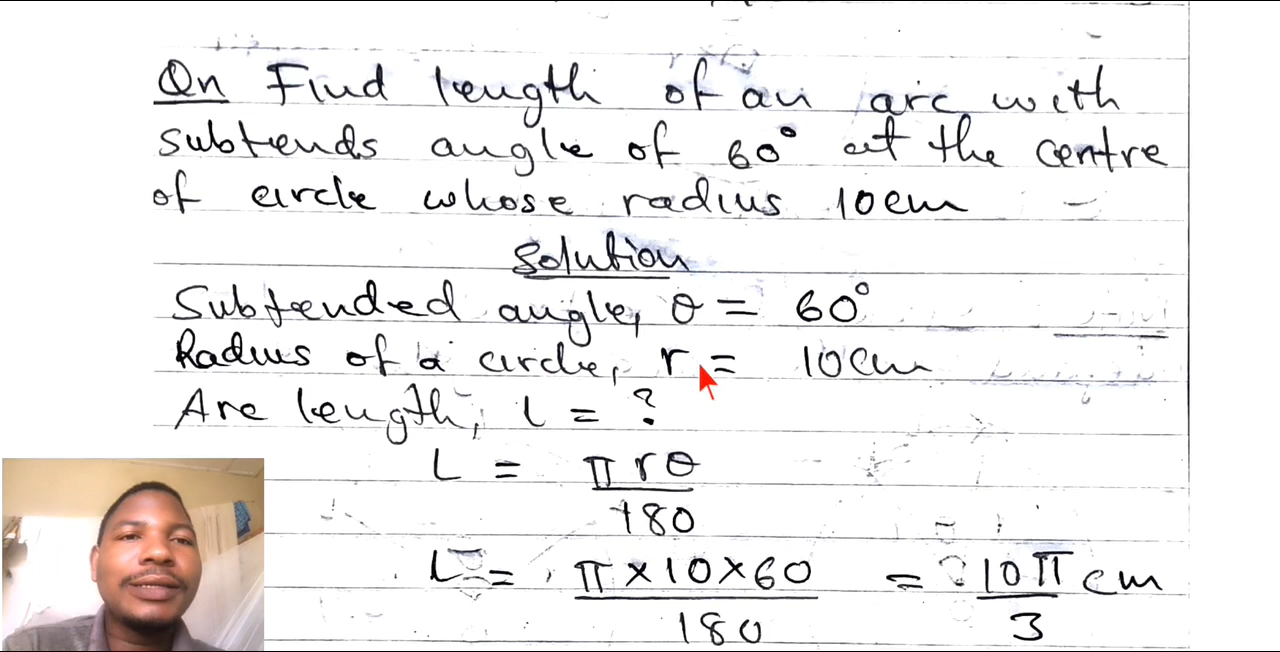 Qn Find length of an arc with
subtends angle of 60° at the centre
of circle whose radius 10cm
Solution
Subtended angle, θ = 60°
Radius of a circle, r = 10cm
Arc length, l = ?
L = πrθ
180
L = π×10×60 = 10π cm
180 3